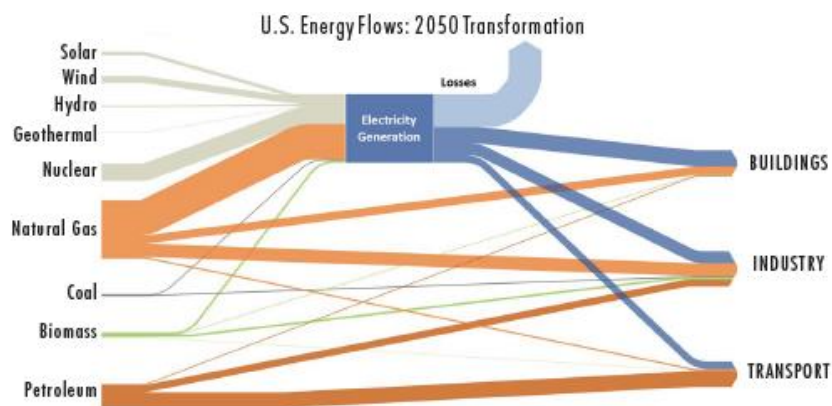 U.S. Energy Flows: 2050 Transformation
Solar
Wind
Hydro
Geothermal
Nuclear
Natural Gas
Coal
Biomass
Petroleum
Losses
Electricity
Generation
BUILDINGS
INDUSTRY
TRANSPORT